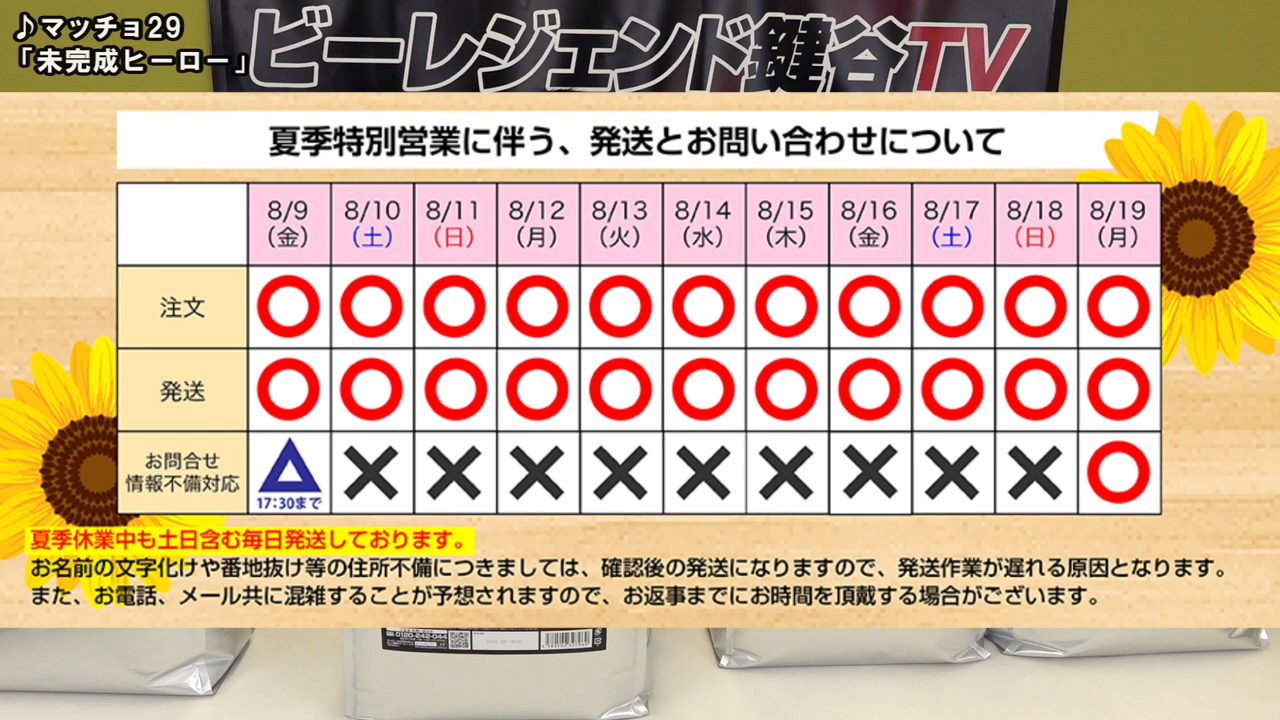 ♪マッチョ29
「未完成ヒーロー」
ビーレジェンド鍵谷TV
夏季特別営業に伴う、発送とお問い合わせについて
8/9 8/10 8/11 8/12 8/13 8/14 8/15 8/16 8/17 8/18 8/19
(金) (土) (日) (月) (火) (水) (木) (金) (土) (日) (月)
注文 ○ ○ ○ ○ ○ ○ ○ ○ ○ ○ ○
発送 ○ ○ ○ ○ ○ ○ ○ ○ ○ ○ ○
お問合せ
情報不備対応 △ × × × × × × × × × ○
17:30まで
夏季休業中も土日含む毎日発送しております。
お名前の文字化けや番地抜け等の住所不備につきましては、確認後の発送になりますので、発送作業が遅れる原因となります。
また、お電話、メール共に混雑することが予想されますので、お返事までにお時間を頂戴する場合がございます。
0120-242-044